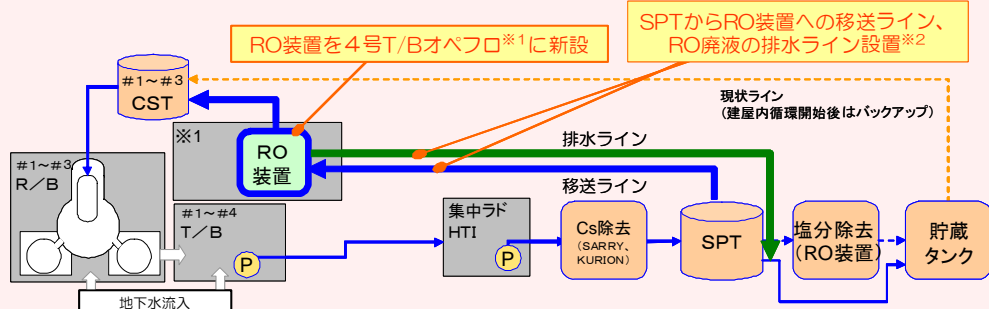 RO装置を4号T/Bオペフロ※1に新設
SPTからRO装置への移送ライン、
RO廃液の排水ライン設置※2
#1~#3
CST
現状ライン
(建屋内循環開始後はバックアップ)
※1
RO
装置
排水ライン
移送ライン
#1~#3
R/B
#1~#4
T/B
P
集中ラド
HTI
P
Cs除去
(SARRY、
KURION)
SPT
塩分除去
(RO装置)
貯蔵
タンク
地下水流入